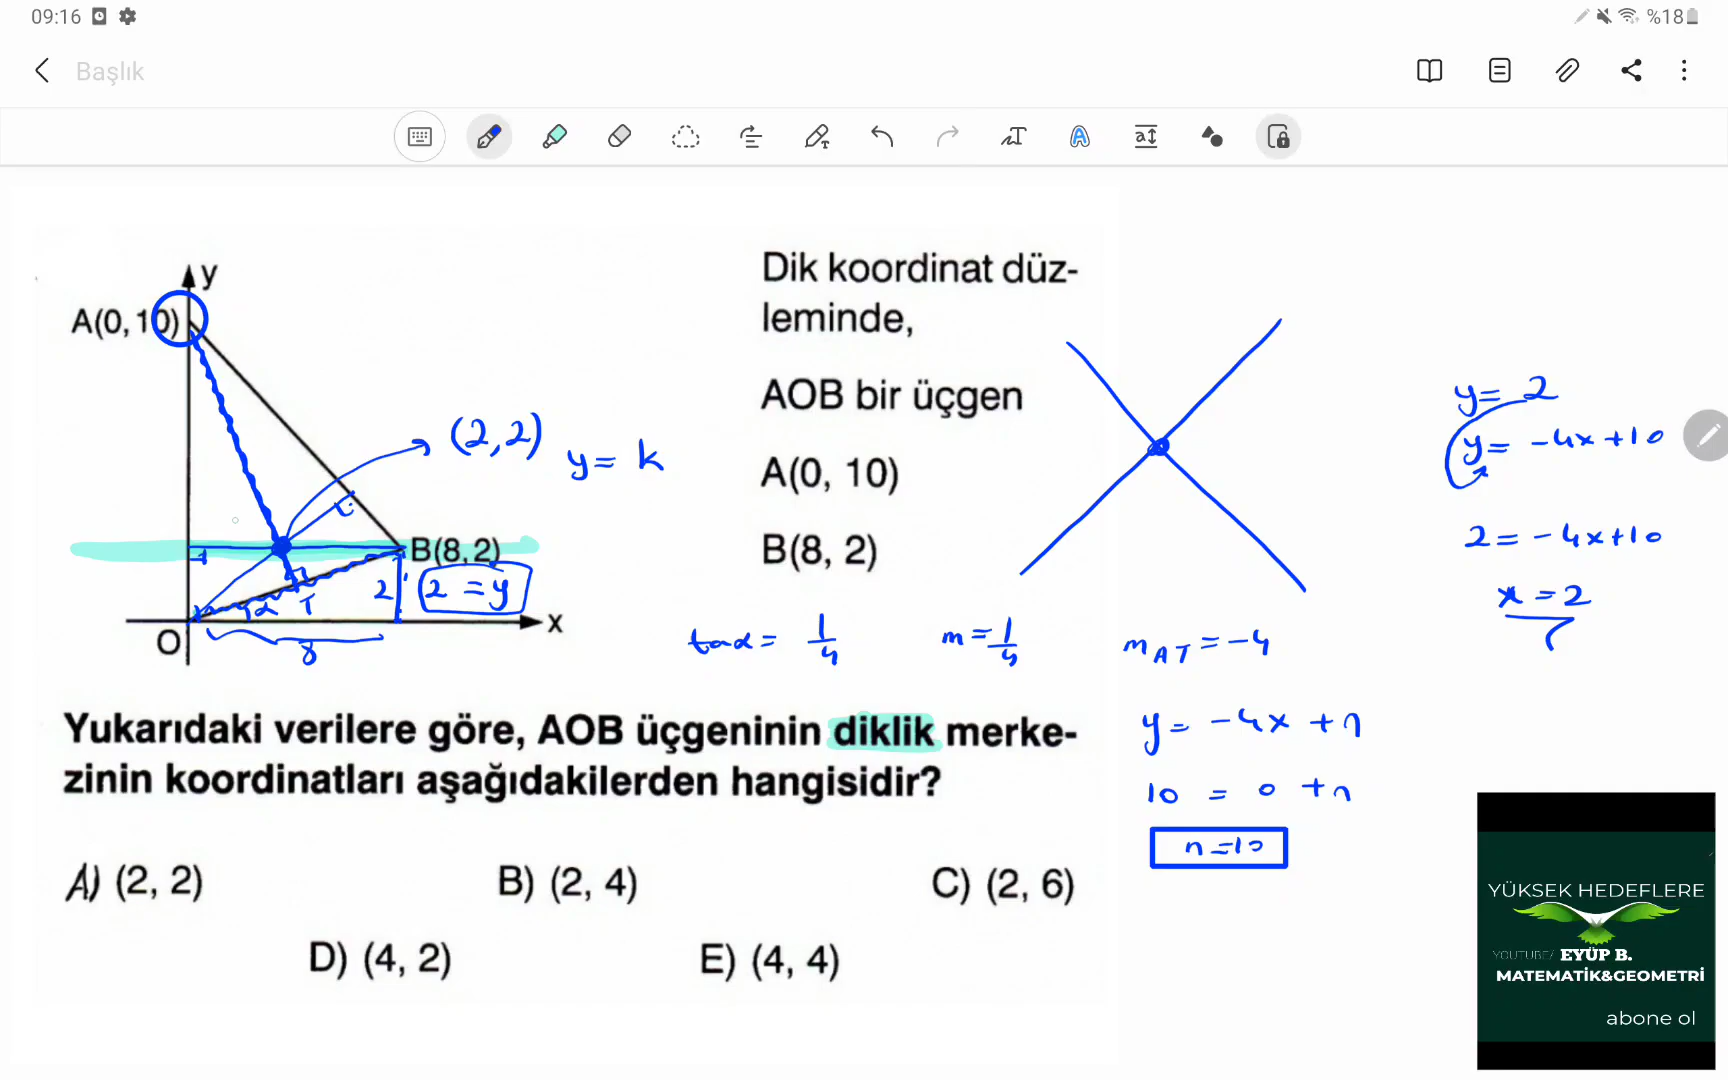 09:16
%18
Başlık
y
A(0, 10)
(2,2)
y = k
B(8,2)
2
2 = y
α
T
O
x
8
Dik koordinat düz-
leminde,
AOB bir üçgen
A(0, 10)
B(8, 2)
tanα = 1/4
m = 1/4
m AT = -4
y = -4x + n
10 = 0 + n
n = 10
y = 2
y = -4x + 10
2 = -4x + 10
x = 2
Yukarıdaki verilere göre, AOB üçgeninin diklik merke-
zinin koordinatları aşağıdakilerden hangisidir?
A) (2, 2)
B) (2, 4)
C) (2, 6)
D) (4, 2)
E) (4, 4)
YÜKSEK HEDEFLERE
YOUTUBE/ EYÜP B.
MATEMATİK&GEOMETRİ
abone ol